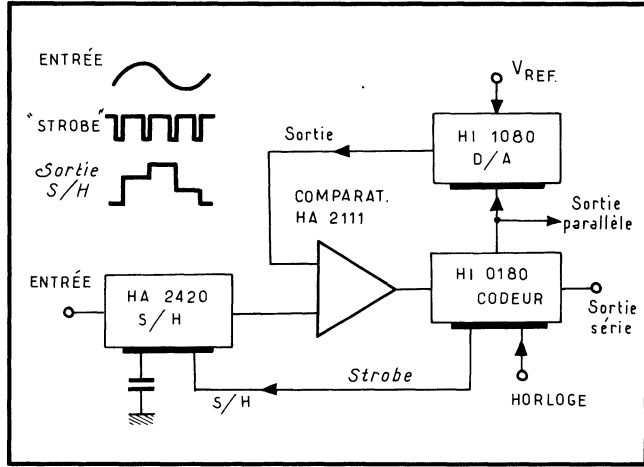 ENTRÉE
"STROBE"
Sortie
S/H
VREF.
HI 1080
D/A
Sortie
COMPARAT.
HA 2111
Sortie
parallèle
ENTRÉE
HA 2420
S/H
HI 0180
CODEUR
Sortie
série
Strobe
S/H
HORLOGE